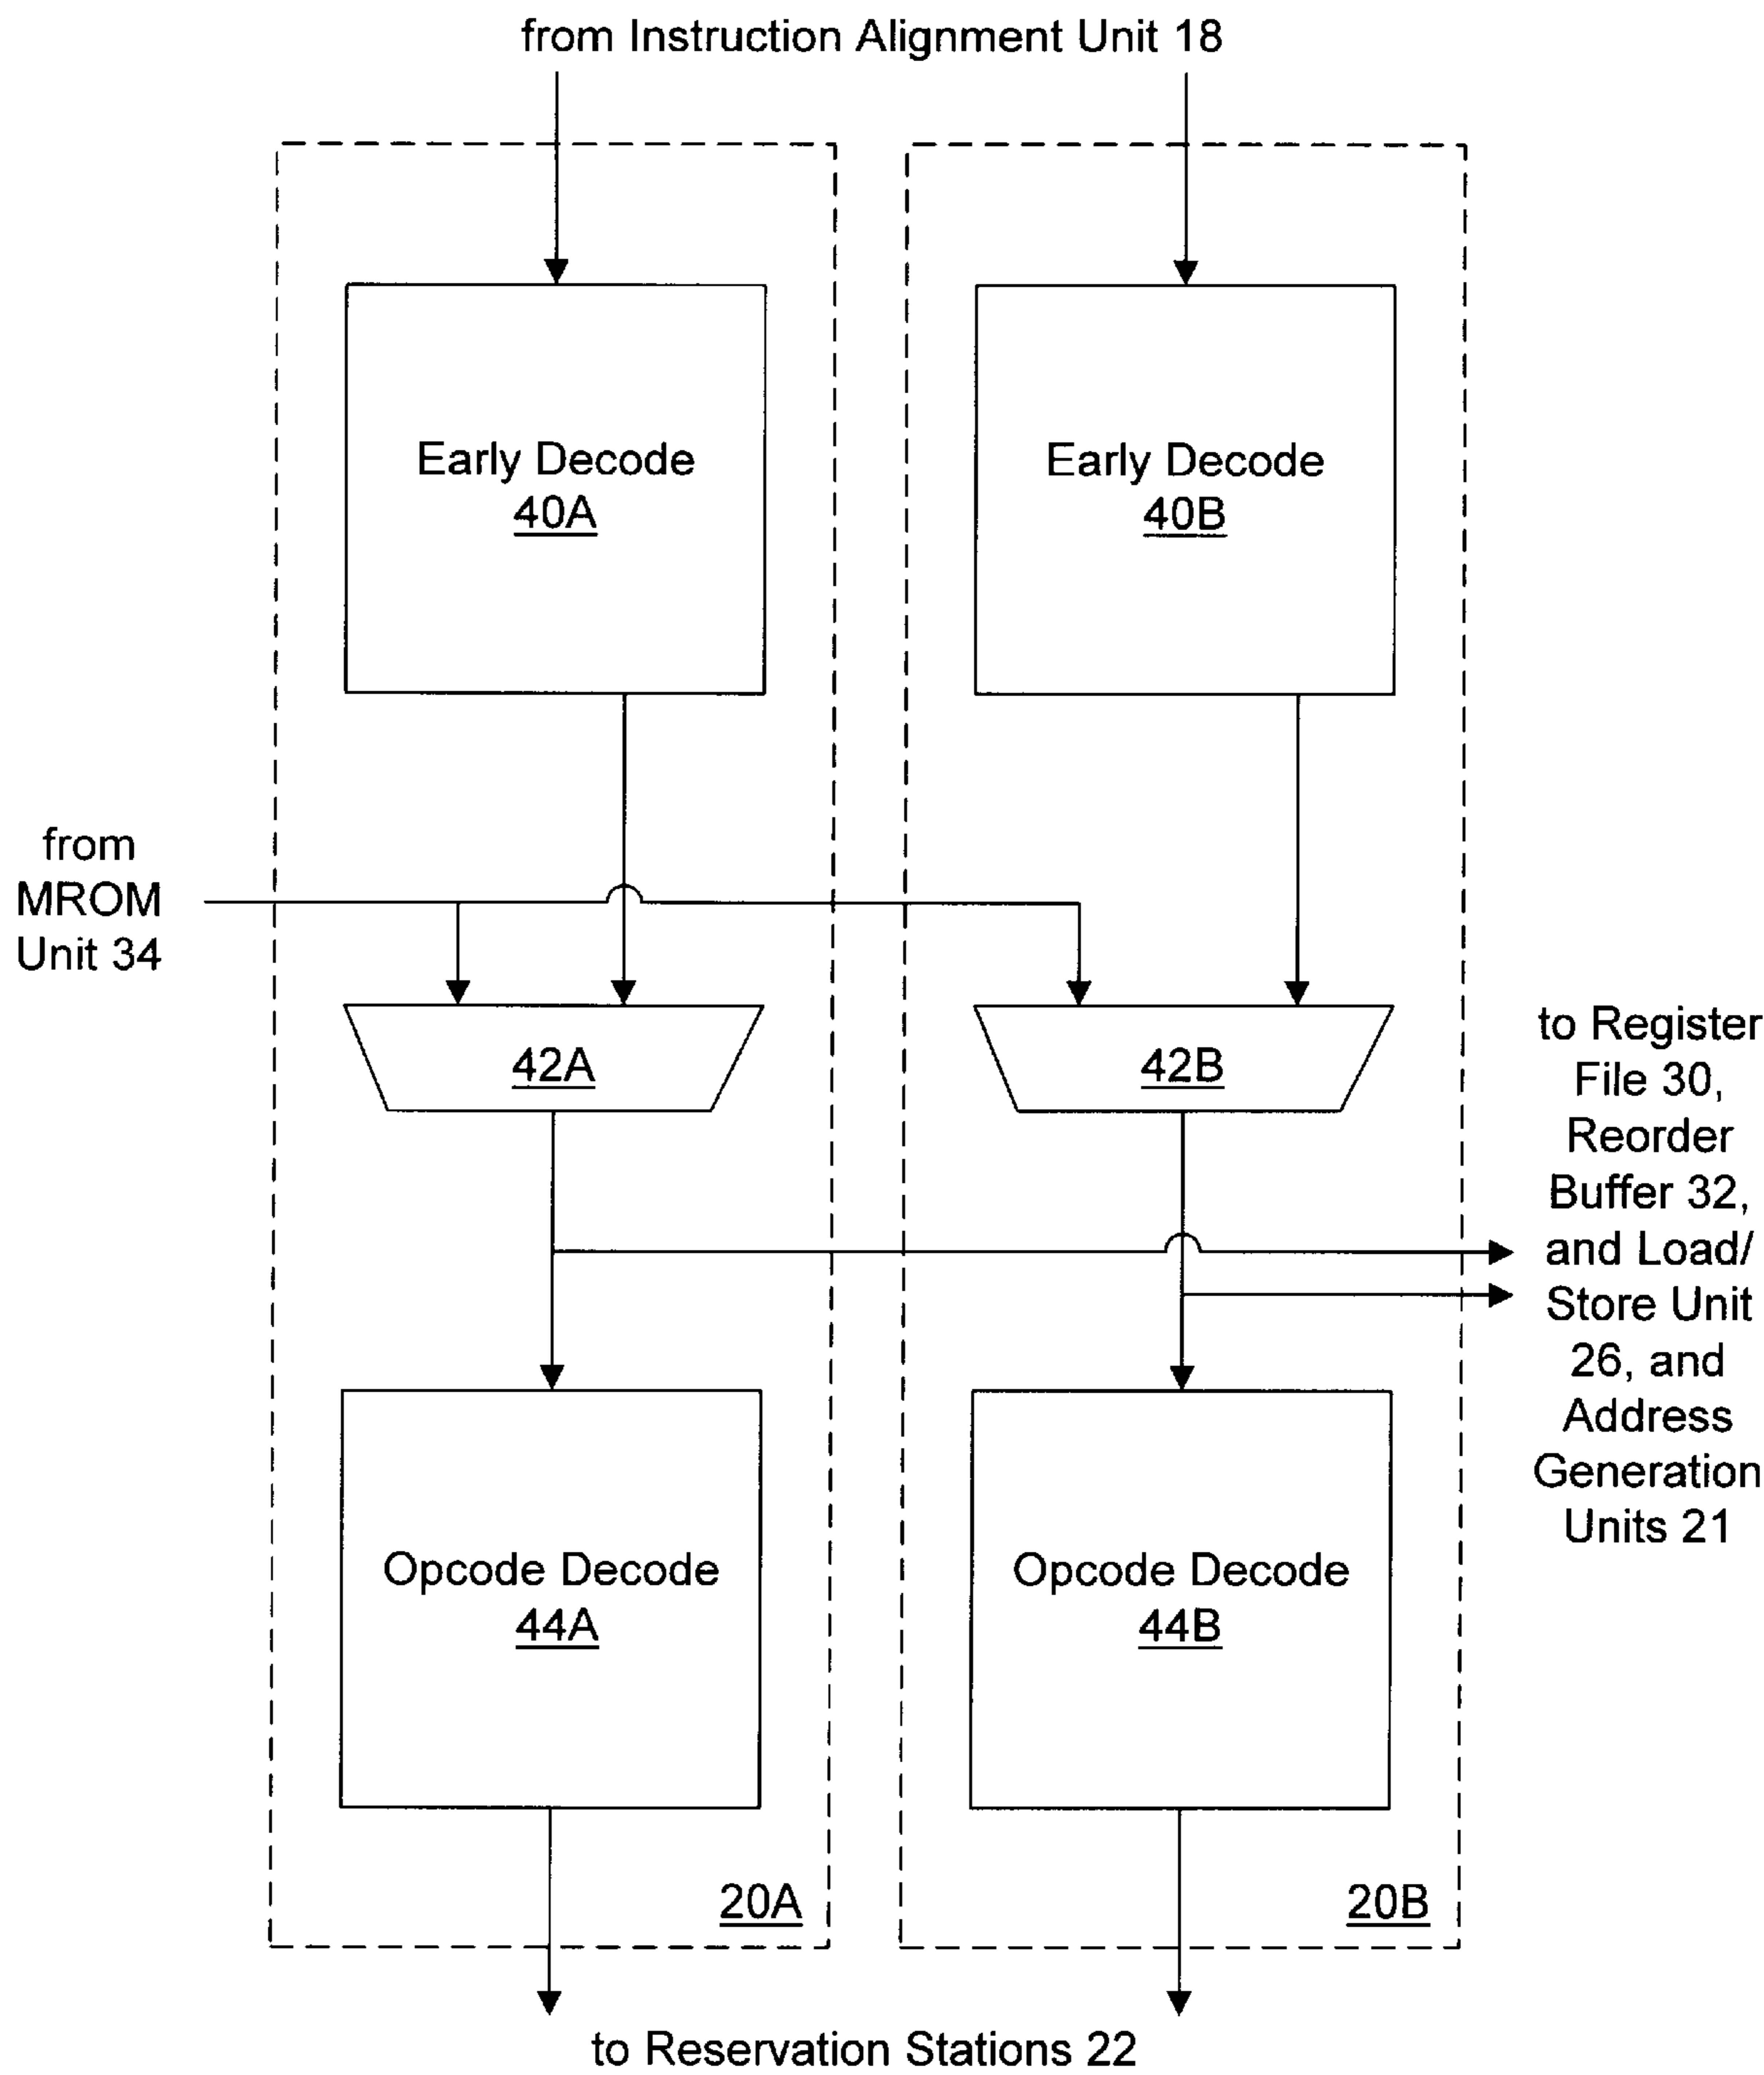 from Instruction Alignment Unit 18
Early Decode
40A
Early Decode
40B
from
MROM
Unit 34
42A
42B
to Register
File 30,
Reorder
Buffer 32,
and Load/
Store Unit
26, and
Address
Generation
Units 21
Opcode Decode
44A
Opcode Decode
44B
20A
20B
to Reservation Stations 22